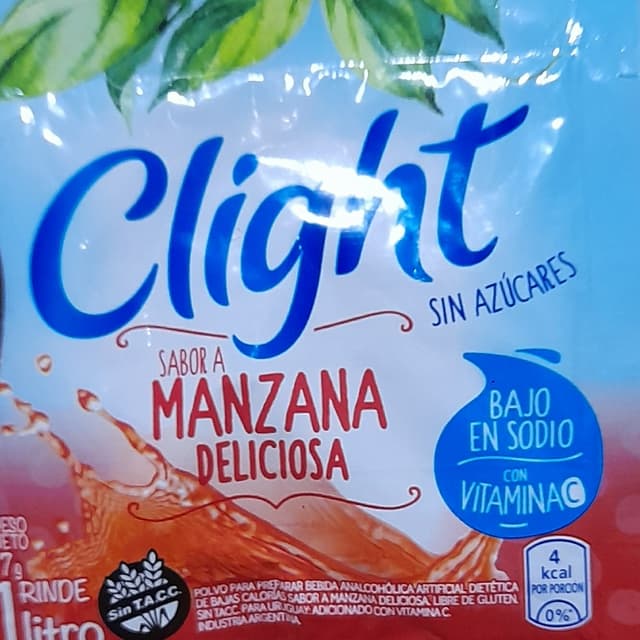 Clight
SIN AZÚCARES
SABOR A
MANZANA
DELICIOSA
BAJO
EN SODIO
CON
VITAMINA C
7g
RINDE
1 litro
Sin T.A.C.C.
POLVO PARA PREPARAR BEBIDA ANALCOHÓLICA ARTIFICIAL DIETÉTICA
DE BAJAS CALORÍAS SABOR A MANZANA DELICIOSA. LIBRE DE GLUTEN.
SIN TACC. PARA URUGUAY: ADICIONADO CON VITAMINA C.
INDUSTRIA ARGENTINA.
4
kcal
POR PORCIÓN
0%*